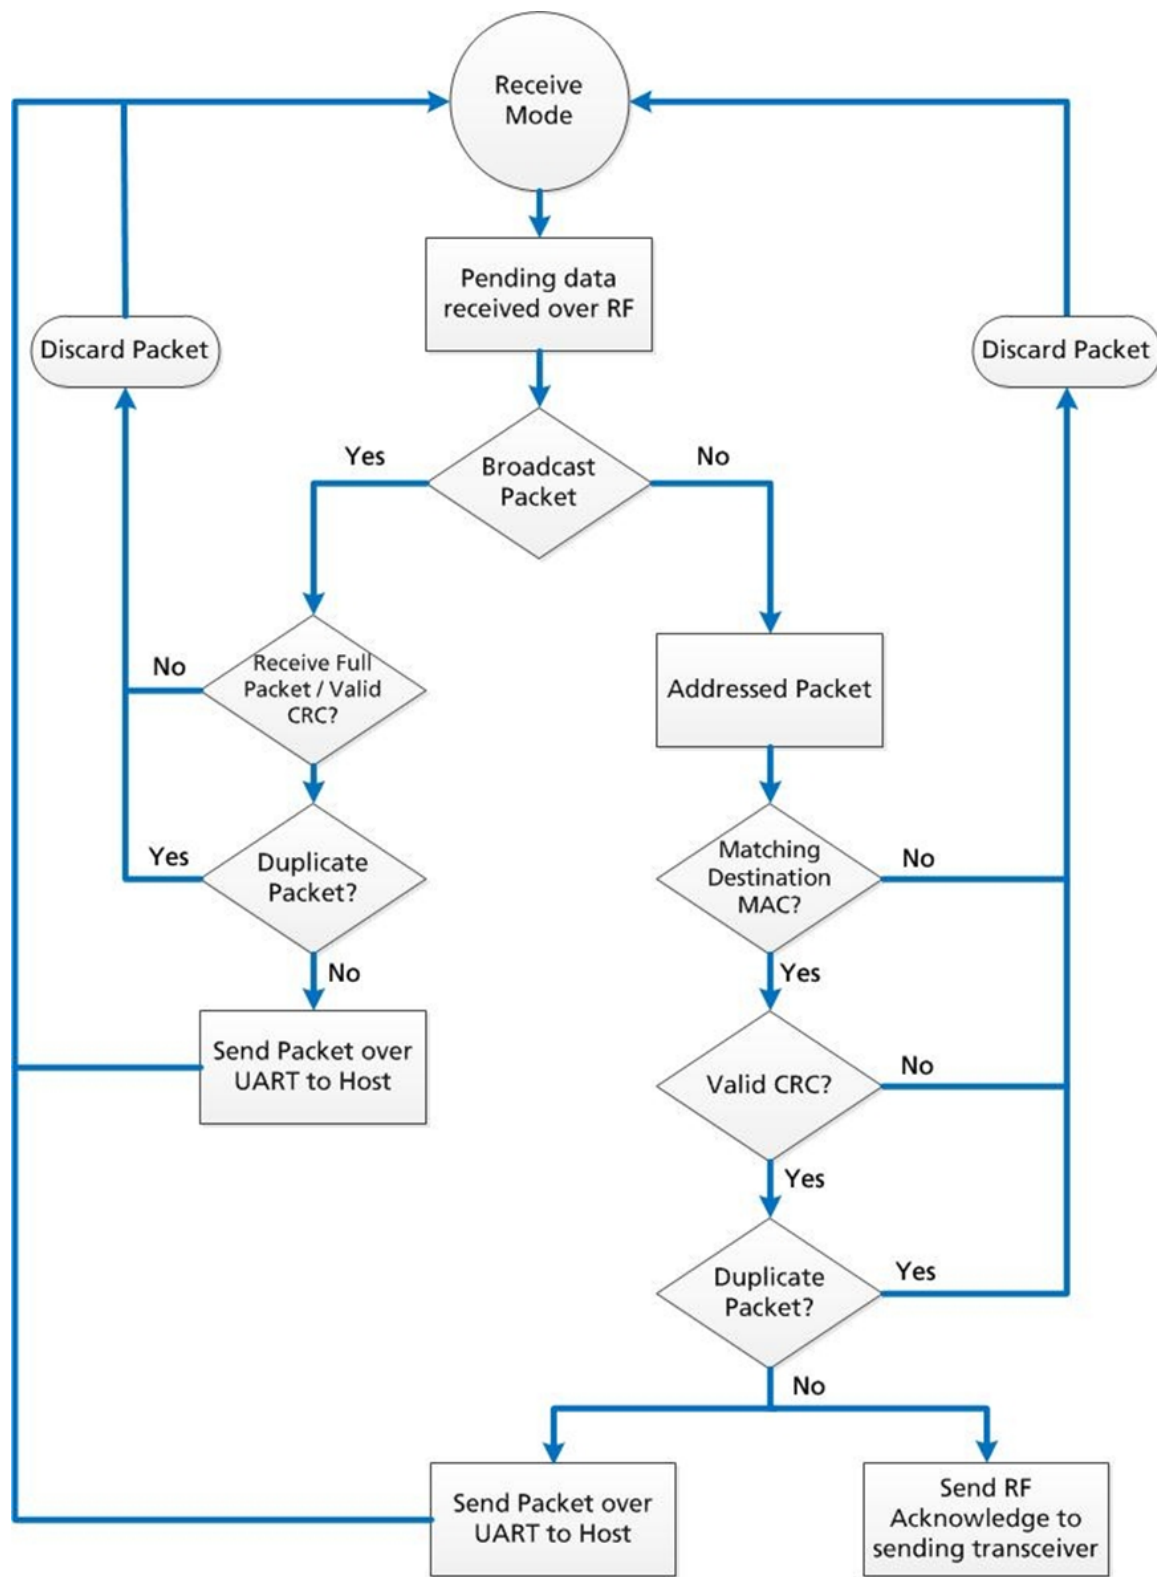 Receive
Mode
Pending data
received over RF
Discard Packet
Discard Packet
Yes
Broadcast
Packet
No
No
Receive Full
Packet / Valid
CRC?
Addressed Packet
Yes
Duplicate
Packet?
Matching
Destination
MAC?
No
No
Yes
Send Packet over
UART to Host
Valid CRC?
No
Yes
Duplicate
Packet?
Yes
No
Send Packet over
UART to Host
Send RF
Acknowledge to
sending transceiver